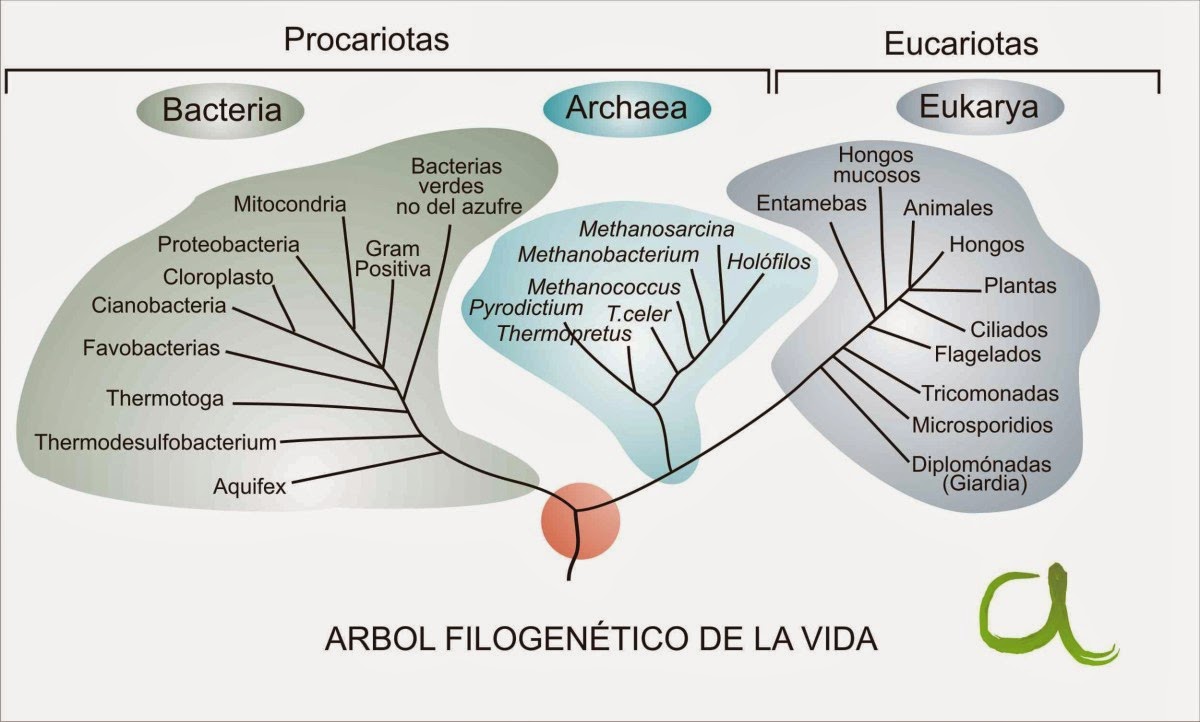 Procariotas
Eucariotas
Bacteria
Archaea
Eukarya
Bacterias
verdes
no del azufre
Mitocondria
Proteobacteria
Gram
Positiva
Cloroplasto
Cianobacteria
Favobacterias
Thermotoga
Thermodesulfobacterium
Aquifex
Methanosarcina
Methanobacterium
Holófilos
Methanococcus
Pyrodictium
T.celer
Thermopretus
Hongos
mucosos
Entamebas
Animales
Hongos
Plantas
Ciliados
Flagelados
Tricomonadas
Microsporidios
Diplomónadas
(Giardia)
ARBOL FILOGENÉTICO DE LA VIDA
a